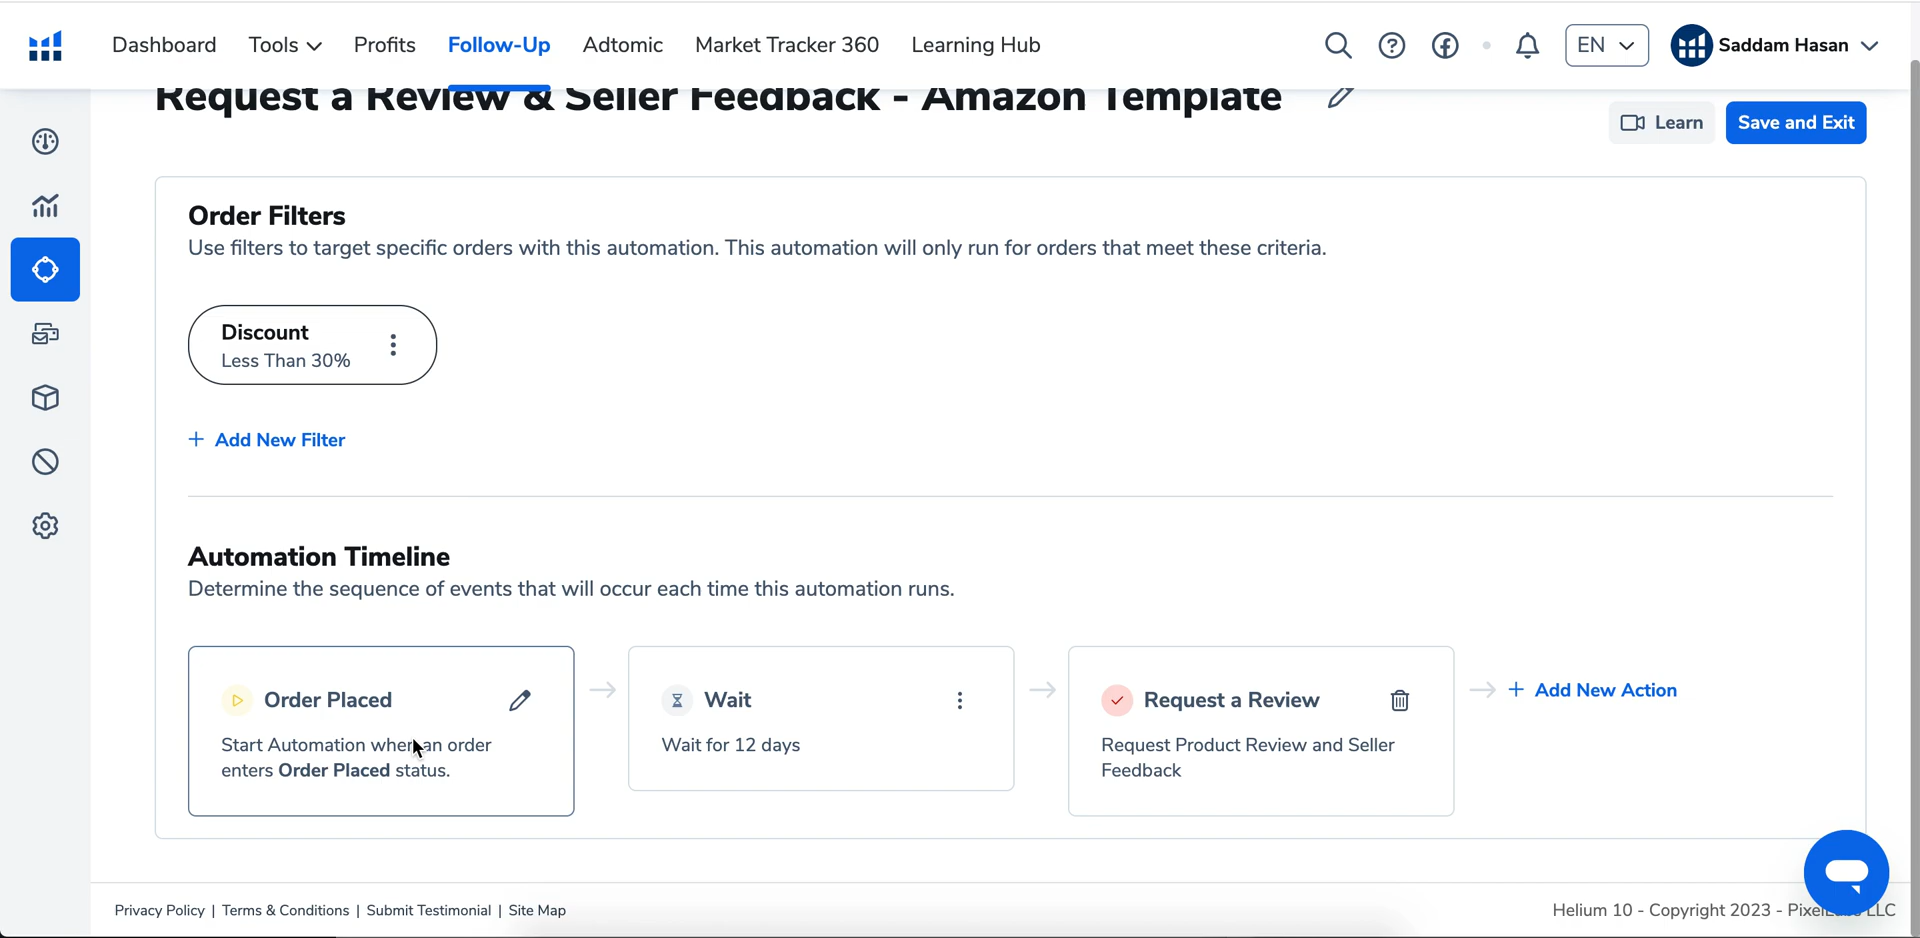 Dashboard Tools Profits Follow-Up Adtomic Market Tracker 360 Learning Hub EN Saddam Hasan
Request a Review & Seller Feedback - Amazon Template
Learn Save and Exit
Order Filters
Use filters to target specific orders with this automation. This automation will only run for orders that meet these criteria.
Discount
Less Than 30%
+ Add New Filter
Automation Timeline
Determine the sequence of events that will occur each time this automation runs.
Order Placed
Start Automation when an order
enters Order Placed status.
Wait
Wait for 12 days
Request a Review
Request Product Review and Seller
Feedback
+ Add New Action
Privacy Policy | Terms & Conditions | Submit Testimonial | Site Map
Helium 10 - Copyright 2023 - LLC